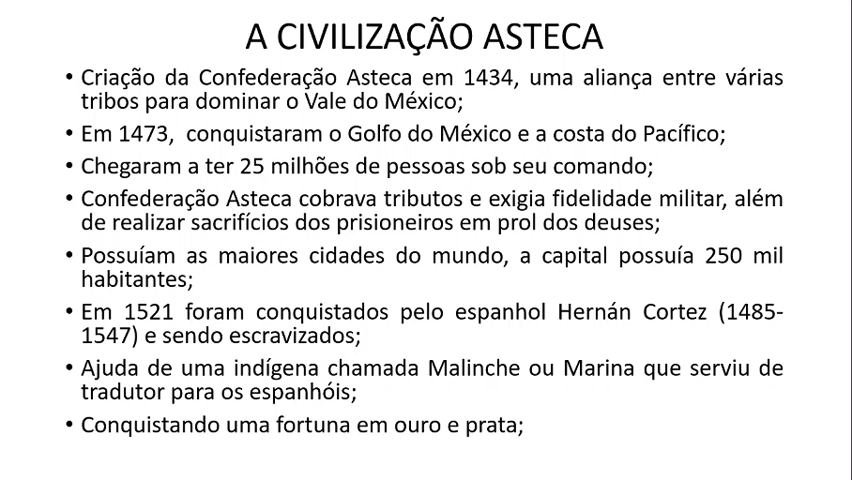 A CIVILIZAÇÃO ASTECA
• Criação da Confederação Asteca em 1434, uma aliança entre várias
tribos para dominar o Vale do México;
• Em 1473, conquistaram o Golfo do México e a costa do Pacífico;
• Chegaram a ter 25 milhões de pessoas sob seu comando;
• Confederação Asteca cobrava tributos e exigia fidelidade militar, além
de realizar sacrifícios dos prisioneiros em prol dos deuses;
• Possuíam as maiores cidades do mundo, a capital possuía 250 mil
habitantes;
• Em 1521 foram conquistados pelo espanhol Hernán Cortez (1485-
1547) e sendo escravizados;
• Ajuda de uma indígena chamada Malinche ou Marina que serviu de
tradutor para os espanhóis;
• Conquistando uma fortuna em ouro e prata;